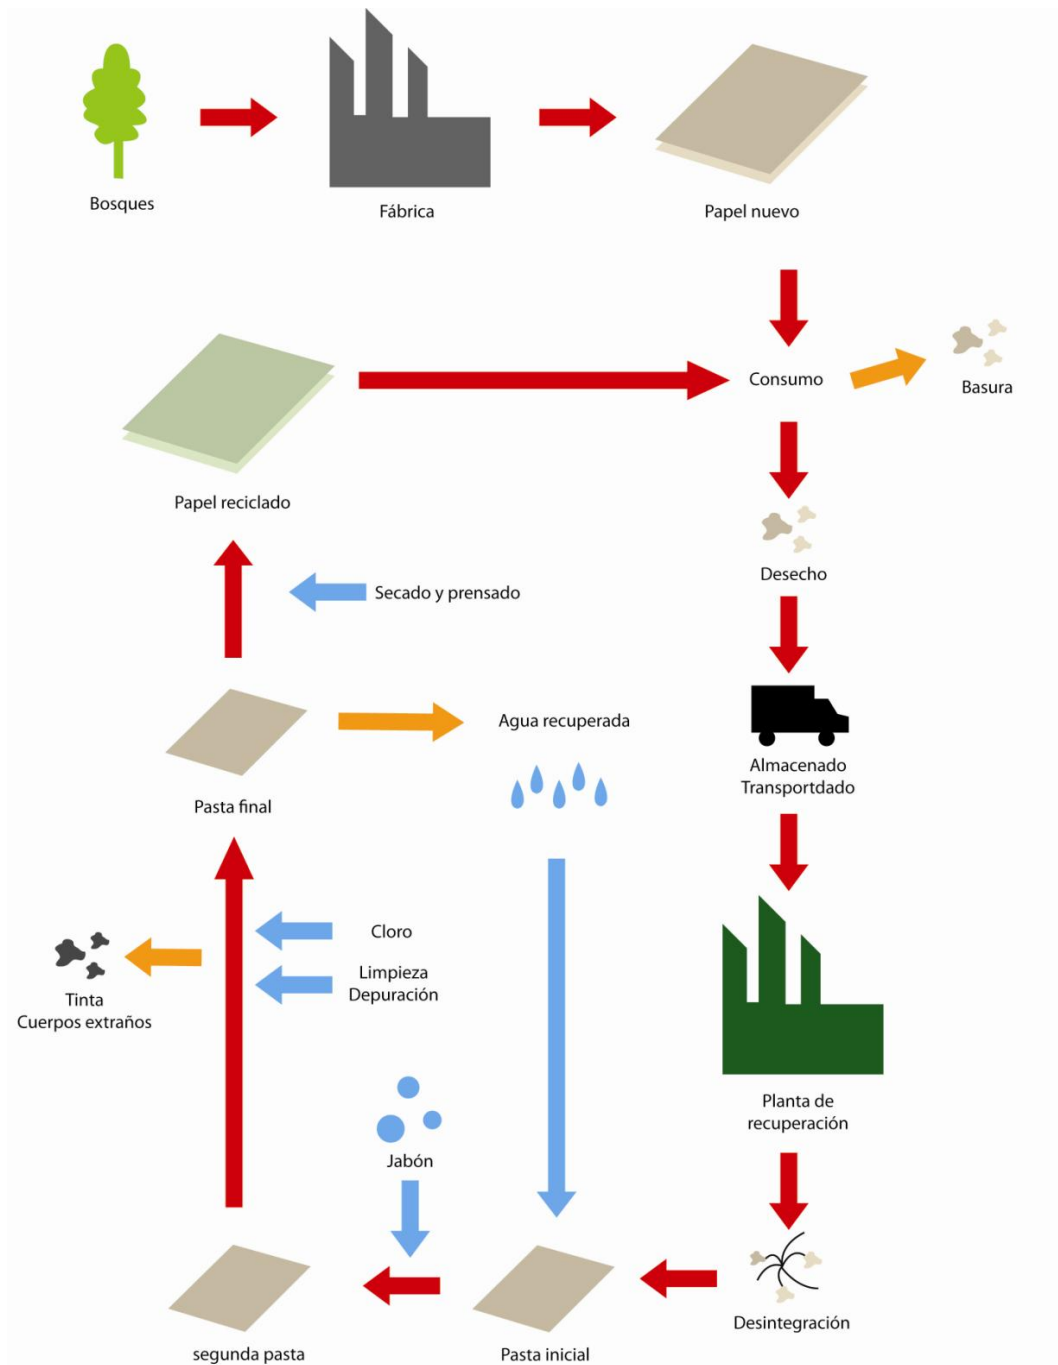 Bosques
Fábrica
Papel nuevo
Consumo
Basura
Papel reciclado
Desecho
Secado y prensado
Agua recuperada
Almacenado
Transportdado
Pasta final
Cloro
Limpieza
Depuración
Tinta
Cuerpos extraños
Planta de
recuperación
Jabón
Desintegración
Pasta inicial
segunda pasta